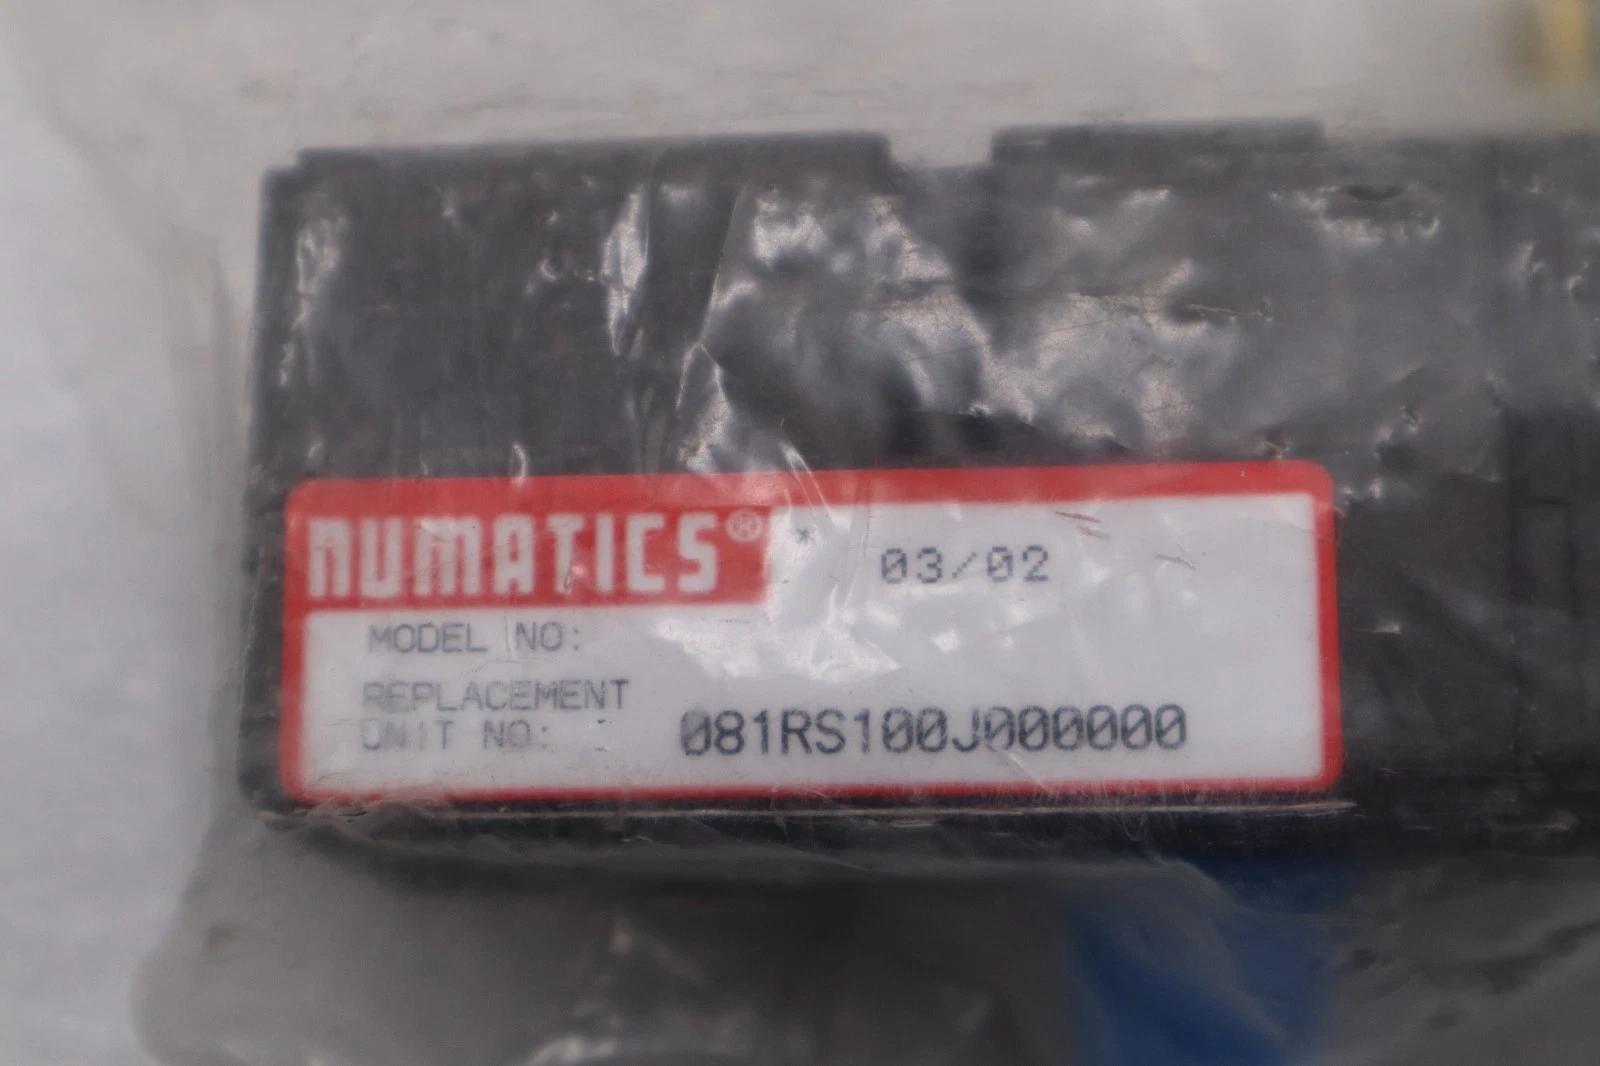 NUMATICS® * 03/02
MODEL NO:
REPLACEMENT
UNIT NO: 081RS100J000000